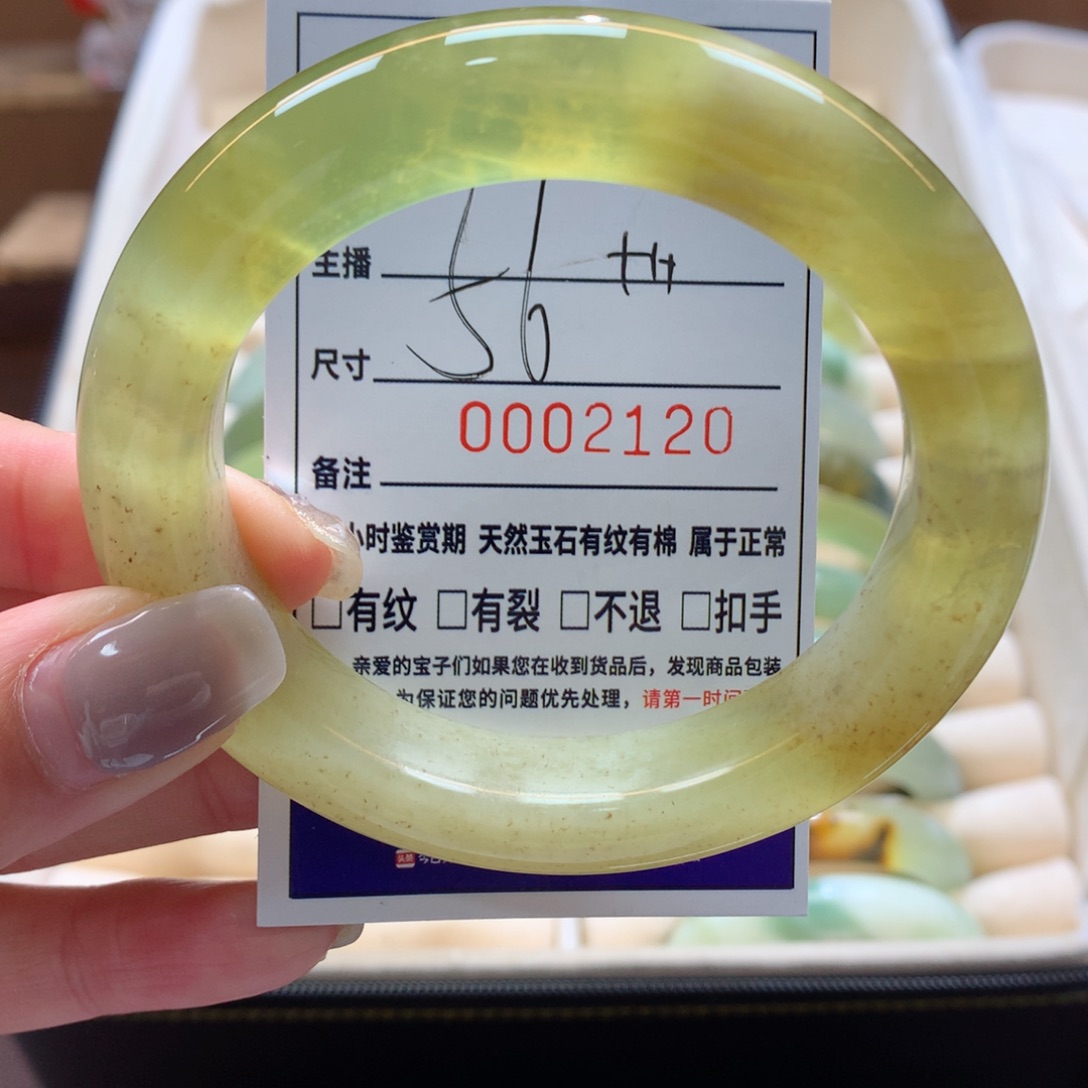 主播
尺寸 56
0002120
备注
小时鉴赏期 天然玉石有纹有棉 属于正常
□有纹 □有裂 □不退 □扣手
亲爱的宝子们如果您在收到货品后，发现商品包装
为保证您的问题优先处理，请第一时间
头条